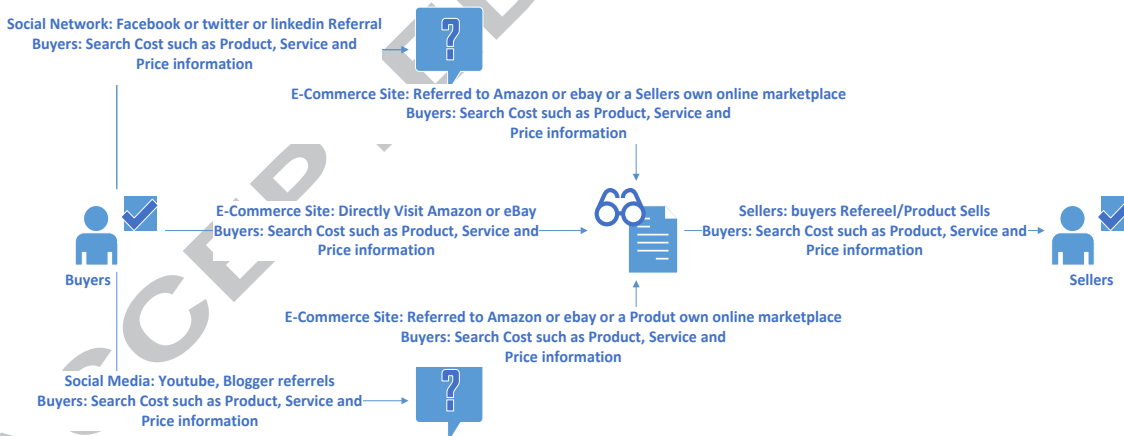 Social Network: Facebook or twitter or linkedin Referral
Buyers: Search Cost such as Product, Service and
Price information
?
E-Commerce Site: Referred to Amazon or ebay or a Sellers own online marketplace
Buyers: Search Cost such as Product, Service and
Price information
E-Commerce Site: Directly Visit Amazon or eBay
Buyers: Search Cost such as Product, Service and
Price information
Sellers: buyers Refereel/Product Sells
Buyers: Search Cost such as Product, Service and
Price information
Buyers
Sellers
E-Commerce Site: Referred to Amazon or ebay or a Produt own online marketplace
Buyers: Search Cost such as Product, Service and
Price information
Social Media: Youtube, Blogger referrels
Buyers: Search Cost such as Product, Service and
Price information
?